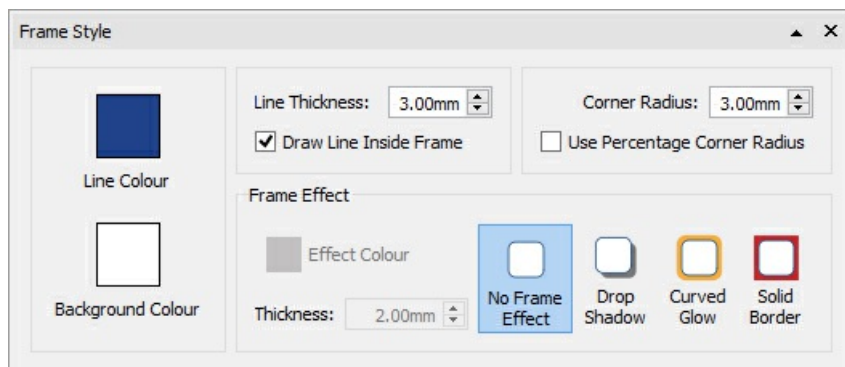 Frame Style
Line Colour
Background Colour
Line Thickness: 3.00mm
Draw Line Inside Frame
Corner Radius: 3.00mm
Use Percentage Corner Radius
Frame Effect
Effect Colour
Thickness: 2.00mm
No Frame
Effect
Drop
Shadow
Curved
Glow
Solid
Border